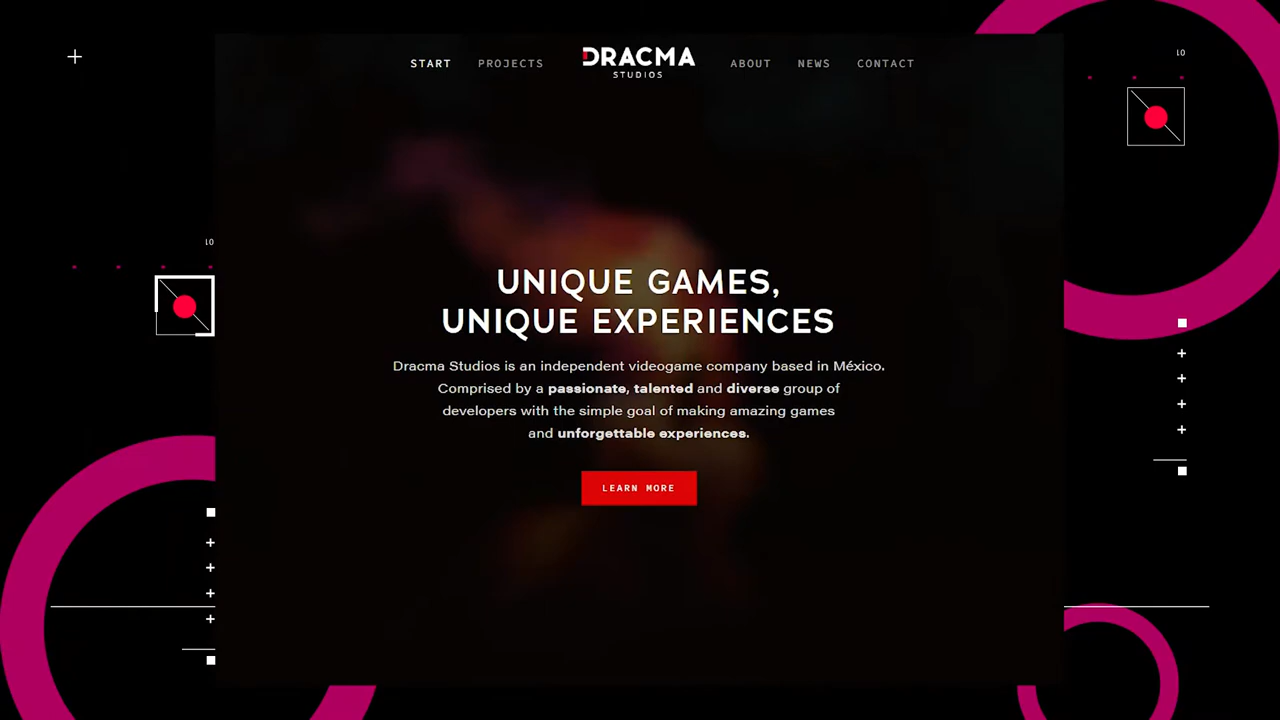 START PROJECTS DRACMA STUDIOS ABOUT NEWS CONTACT
01
01
UNIQUE GAMES,
UNIQUE EXPERIENCES
Dracma Studios is an independent videogame company based in México.
Comprised by a passionate, talented and diverse group of
developers with the simple goal of making amazing games
and unforgettable experiences.
LEARN MORE